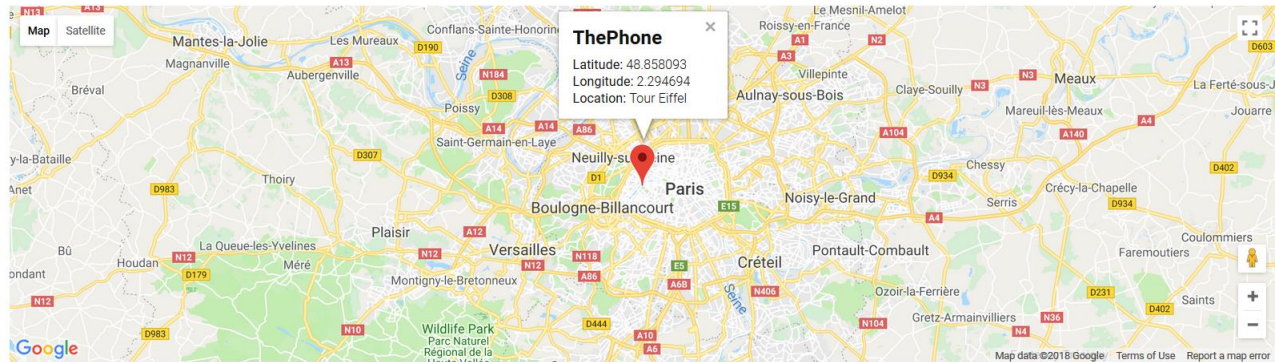 N13
Map
Satellite
Mantes-la-Jolie
Magnanville
A13
Aubergenville
Les Mureaux
Conflans-Sainte-Honorin
D190
N184
Seine
D308
Poissy
A14
A14
A86
Saint-Germain-en-Laye
ThePhone
Latitude: 48.858093
Longitude: 2.294694
Location: Tour Eiffel
Le Mesnil-Amelot
Roissy-en-France
A1
N2
A3
Villepinte
Aulnay-sous-Bois
Claye-Souilly
N3
N3
Meaux
D603
La Ferté-sous-J
Mareuil-lès-Meaux
Jouarre
A4
A140
A104
Bréval
y-la-Bataille
Anet
D983
Thoiry
D307
D1
Paris
Boulogne-Billancourt
E15
Noisy-le-Grand
D934
Chessy
Serris
Crécy-la-Chapelle
D934
D402
A4
Bû
Houdan
N12
La Queue-les-Yvelines
N12
Méré
D179
Plaisir
A12
Versailles
N12
N118
A86
Montigny-le-Bretonneux
E5
A6B
Créteil
Seine
N406
Pontault-Combault
Ozoir-la-Ferrière
Coulommiers
Faremoutiers
D231
D402
Saints
ondant
N12
D983
N10
Wildlife Park
Parc Naturel
Régional de la
D444
A10
A6
N104
Gretz-Armainvilliers
N36
N4
Google
Map data ©2018 Google
Terms of Use
Report a map error